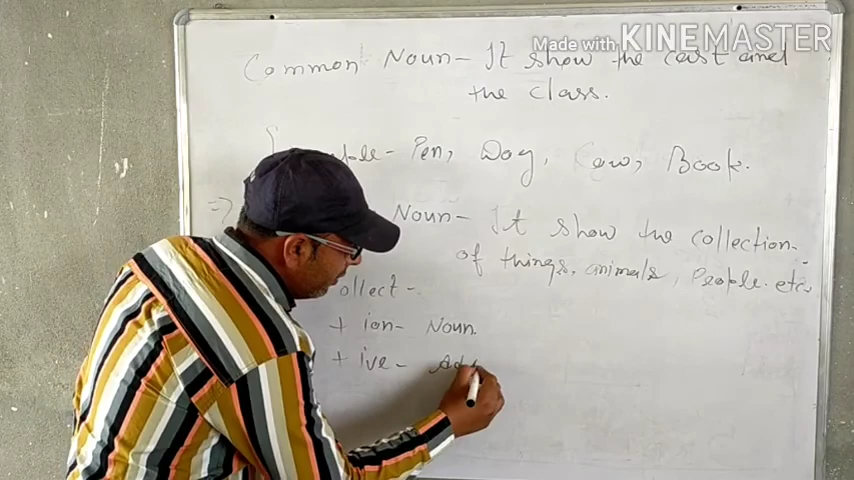 Made with KINEMASTER
Common Noun - It show the cast and
the class.
Pen, Dog, Cow, Book.
=> Noun - It show the collection
of things, animals, People. etc.
ollect -
+ ion - Noun.
+ ive - Adj